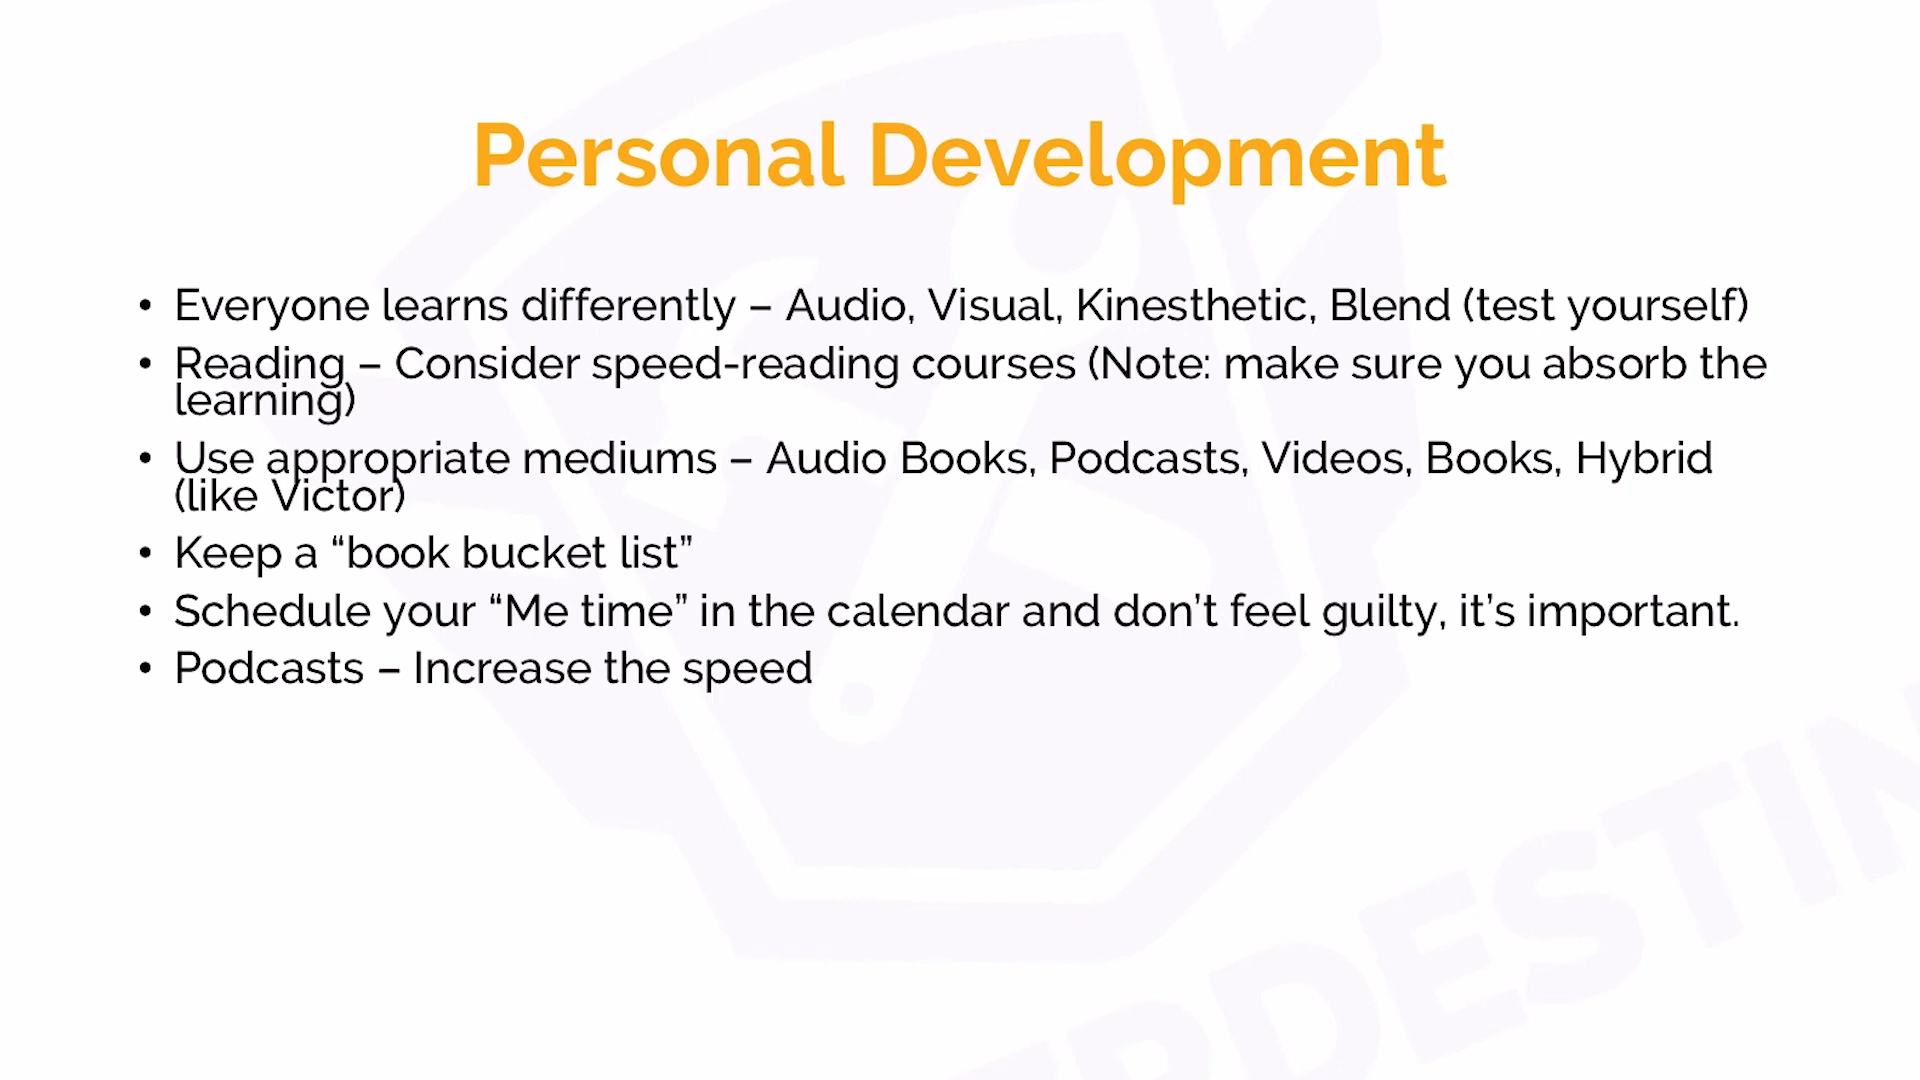 Personal Development
• Everyone learns differently – Audio, Visual, Kinesthetic, Blend (test yourself)
• Reading – Consider speed-reading courses (Note: make sure you absorb the
learning)
• Use appropriate mediums – Audio Books, Podcasts, Videos, Books, Hybrid
(like Victor)
• Keep a “book bucket list”
• Schedule your “Me time” in the calendar and don’t feel guilty, it’s important.
• Podcasts – Increase the speed